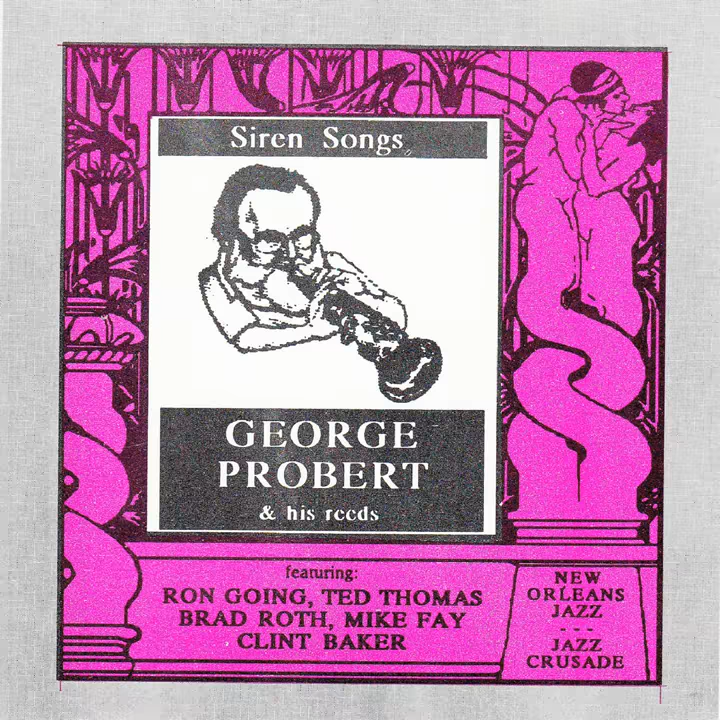 Siren Songs
GEORGE
PROBERT
& his reeds
featuring:
RON GOING, TED THOMAS
BRAD ROTH, MIKE FAY
CLINT BAKER
NEW
ORLEANS
JAZZ
- - -
JAZZ
CRUSADE